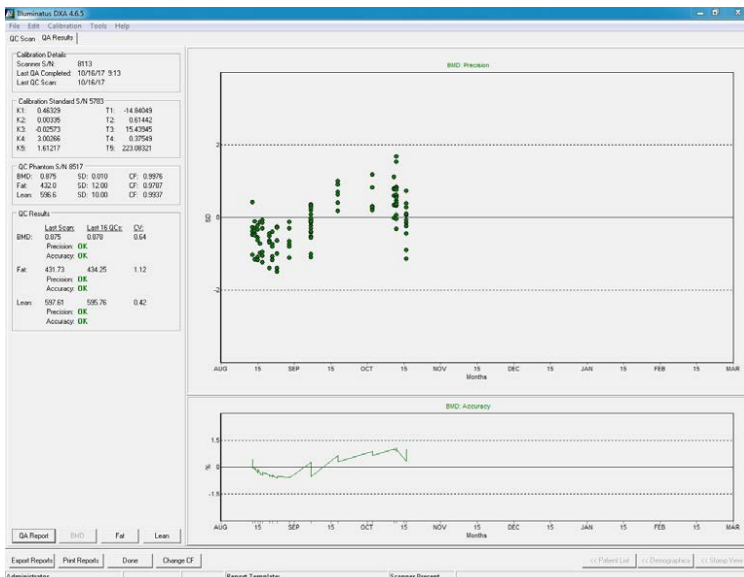 Illuminatus DXA 4.6.5
File Edit Calibration Tools Help
QC Scan QA Results
Calibration Details
Scanner S/N: 8113
Last QA Completed: 10/16/17 9:13
Last QC Scan: 10/16/17
Calibration Standard S/N 5783
K1: 0.46329 T1: -14.84049
K2: 0.00335 T2: 0.61442
K3: -0.02573 T3: 15.43945
K4: 3.00266 T4: 0.37549
K5: 1.61217 T5: 223.08321
QC Phantom S/N 8517
BMD: 0.875 SD: 0.010 CF: 0.9976
Fat: 432.0 SD: 12.00 CF: 0.9787
Lean: 596.6 SD: 10.00 CF: 0.9937
QC Results
Last Scan: Last 16 QCs: CV:
BMD: 0.875 0.878 0.64
Precision: OK
Accuracy: OK
Fat: 431.73 434.25 1.12
Precision: OK
Accuracy: OK
Lean: 597.61 595.76 0.42
Precision: OK
Accuracy: OK
QA Report BMD Fat Lean
BMD: Precision
2
SD 0
-2
AUG 15 SEP 15 OCT 15 NOV 15 DEC 15 JAN 15 FEB 15 MAR
Months
BMD: Accuracy
1.5
% 0
-1.5
AUG 15 SEP 15 OCT 15 NOV 15 DEC 15 JAN 15 FEB 15 MAR
Months
Export Reports Print Reports Done Change CF << Patient List << Demographics << Stamp View
Administrator Report Template: Scanner Present